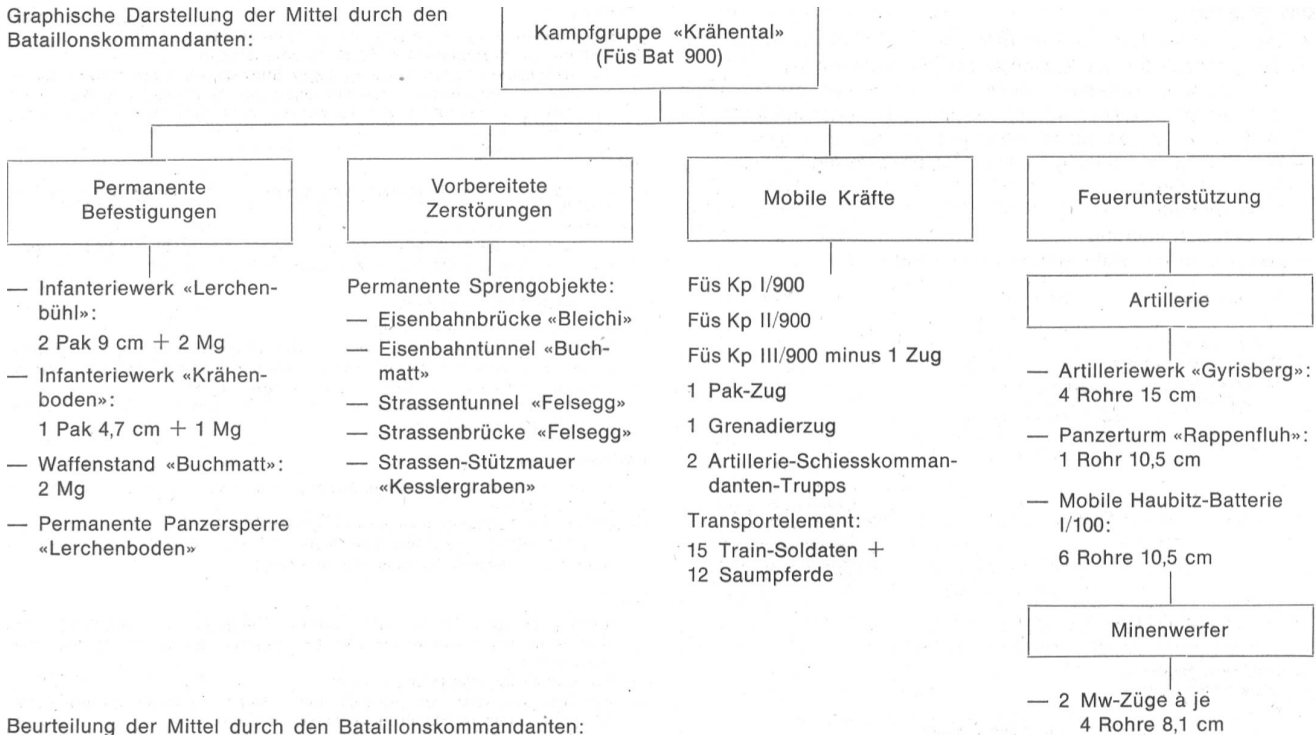 Graphische Darstellung der Mittel durch den
Bataillonskommandanten:
Kampfgruppe «Krähental»
(Füs Bat 900)
Permanente
Befestigungen
— Infanteriewerk «Lerchen-
bühl»:
2 Pak 9 cm + 2 Mg
— Infanteriewerk «Krähen-
boden»:
1 Pak 4,7 cm + 1 Mg
— Waffenstand «Buchmatt»:
2 Mg
— Permanente Panzersperre
«Lerchenboden»
Vorbereitete
Zerstörungen
Permanente Sprengobjekte:
— Eisenbahnbrücke «Bleichi»
— Eisenbahntunnel «Buch-
matt»
— Strassentunnel «Felsegg»
— Strassenbrücke «Felsegg»
— Strassen-Stützmauer
«Kesslergraben»
Mobile Kräfte
Füs Kp I/900
Füs Kp II/900
Füs Kp III/900 minus 1 Zug
1 Pak-Zug
1 Grenadierzug
2 Artillerie-Schiesskomman-
danten-Trupps
Transportelement:
15 Train-Soldaten +
12 Saumpferde
Feuerunterstützung
Artillerie
— Artilleriewerk «Gyrisberg»:
4 Rohre 15 cm
— Panzerturm «Rappenfluh»:
1 Rohr 10,5 cm
— Mobile Haubitz-Batterie
I/100:
6 Rohre 10,5 cm
Minenwerfer
— 2 Mw-Züge à je
4 Rohre 8,1 cm
Beurteilung der Mittel durch den Bataillonskommandanten: